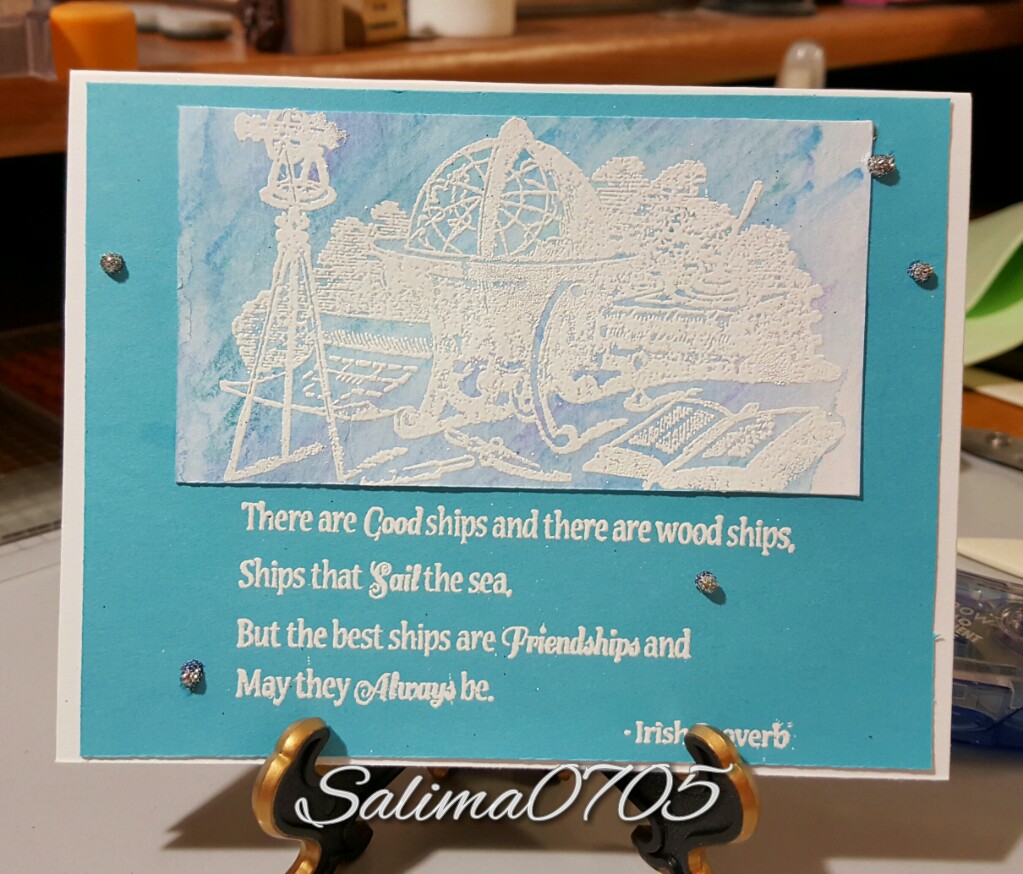 There are Good ships and there are wood ships,
Ships that Sail the sea,
But the best ships are Friendships and
May they Always be.
· Irish
Salima0705